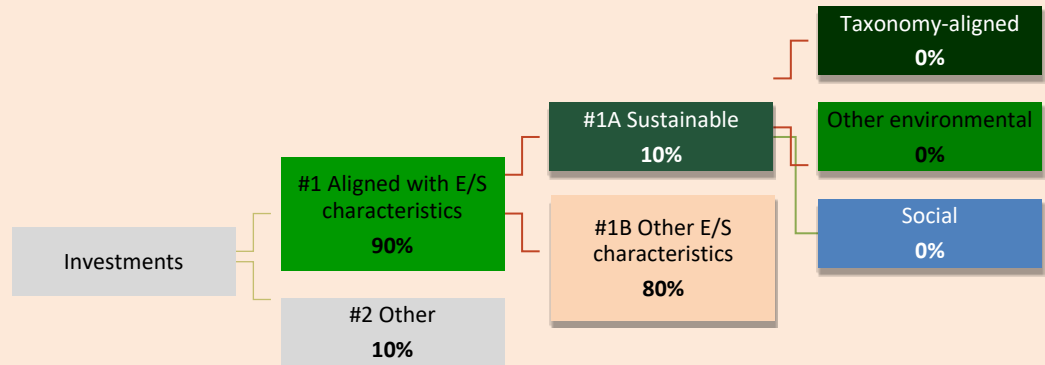 Investments
#1 Aligned with E/S
characteristics
90%
#2 Other
10%
#1A Sustainable
10%
#1B Other E/S
characteristics
80%
Taxonomy-aligned
0%
Other environmental
0%
Social
0%